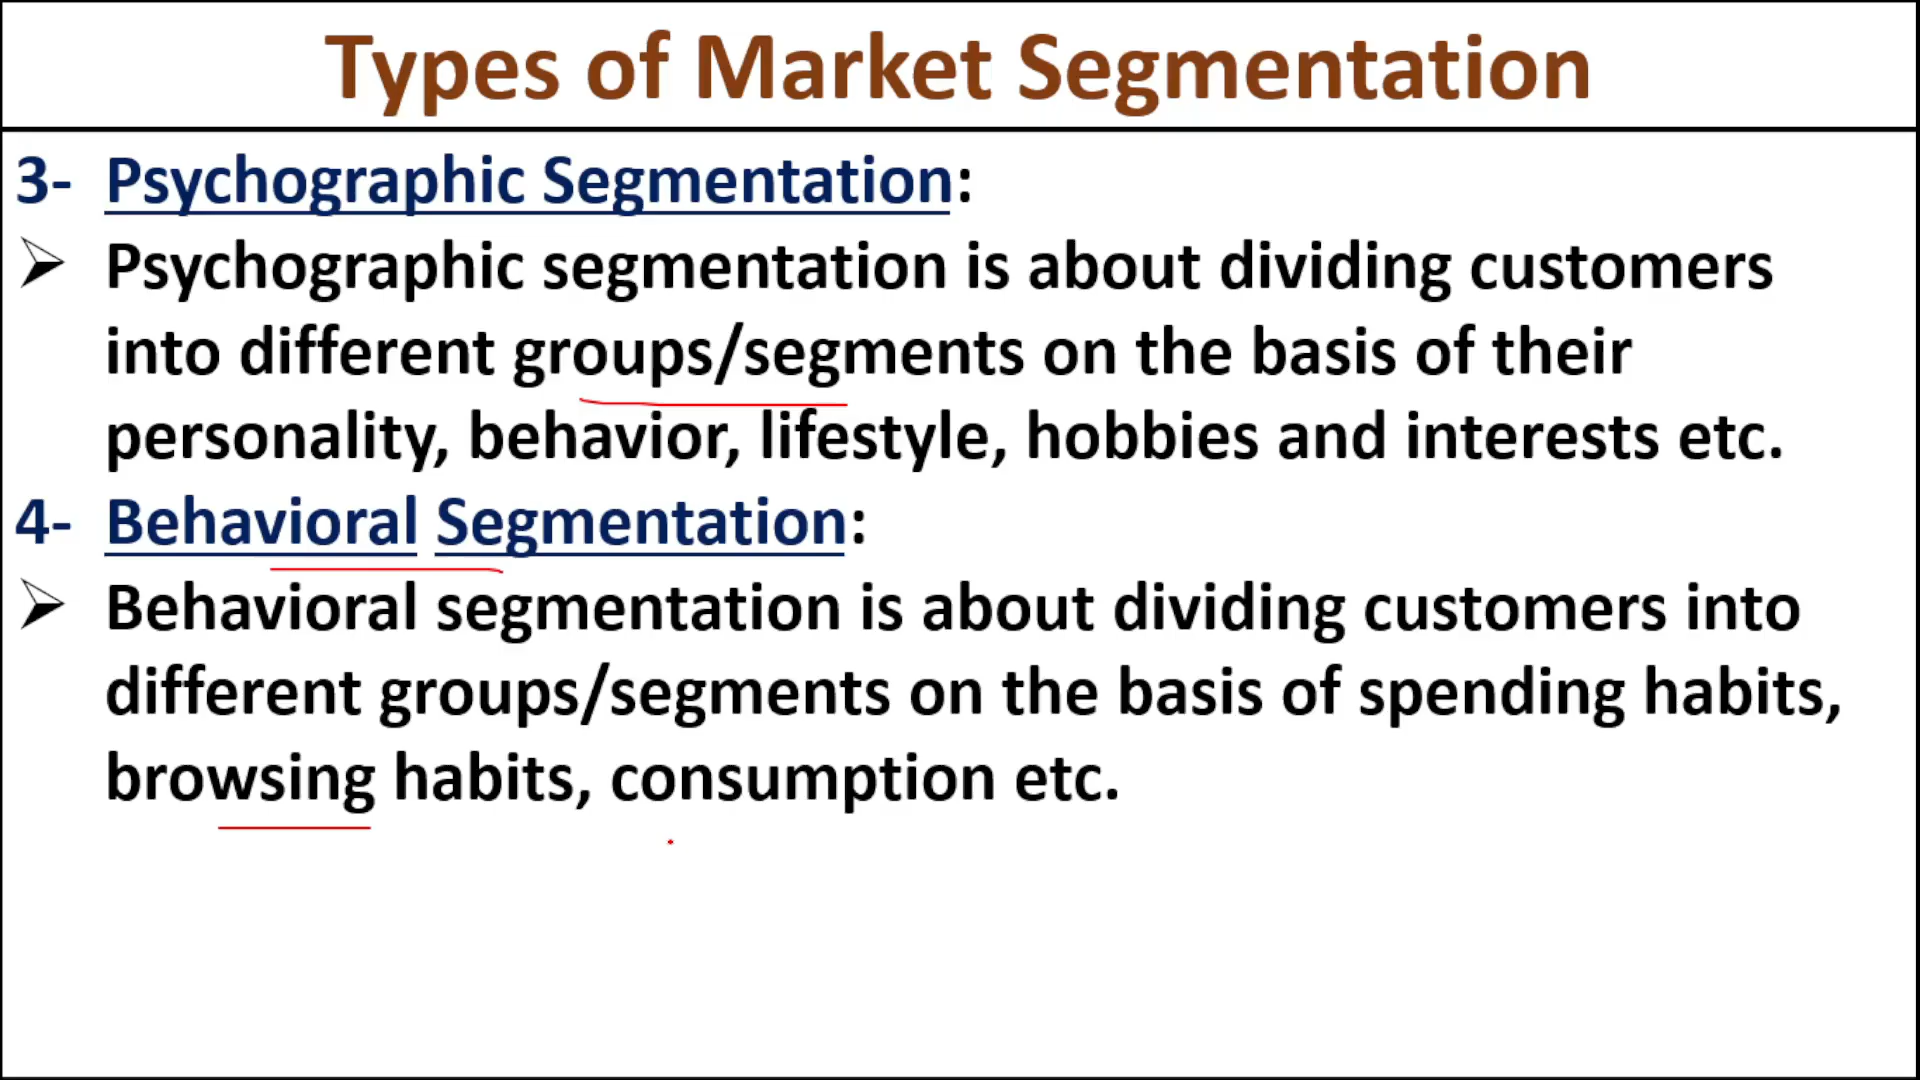 Types of Market Segmentation
3- Psychographic Segmentation:
➢ Psychographic segmentation is about dividing customers
into different groups/segments on the basis of their
personality, behavior, lifestyle, hobbies and interests etc.
4- Behavioral Segmentation:
➢ Behavioral segmentation is about dividing customers into
different groups/segments on the basis of spending habits,
browsing habits, consumption etc.